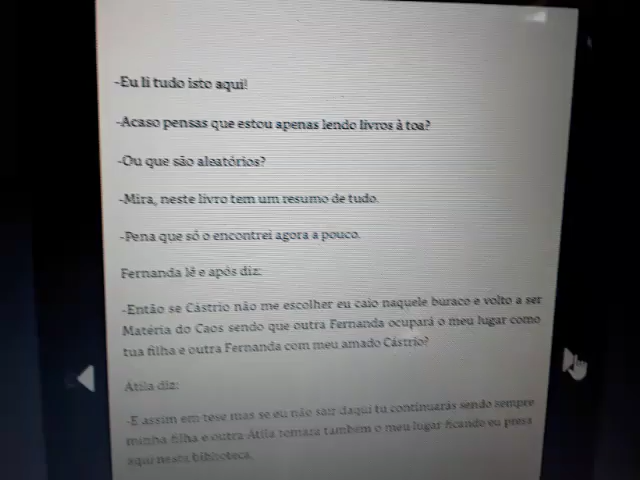 -Eu li tudo isto aqui!
-Acaso pensas que estou apenas lendo livros à toa?
-Ou que são aleatórios?
-Mira, neste livro tem um resumo de tudo.
-Pena que só o encontrei agora a pouco.
Fernanda lê e após diz:
-Então se Cástrio não me escolher eu caio naquele buraco e volto a ser
Matéria do Caos sendo que outra Fernanda ocupará o meu lugar como
tua filha e outra Fernanda com meu amado Cástrio?
Átila diz:
-E assim em tese mas se eu não sair daqui tu continuarás sendo sempre
minha filha e outra Átila tomara também o meu lugar ficando eu presa
aqui nesta biblioteca.